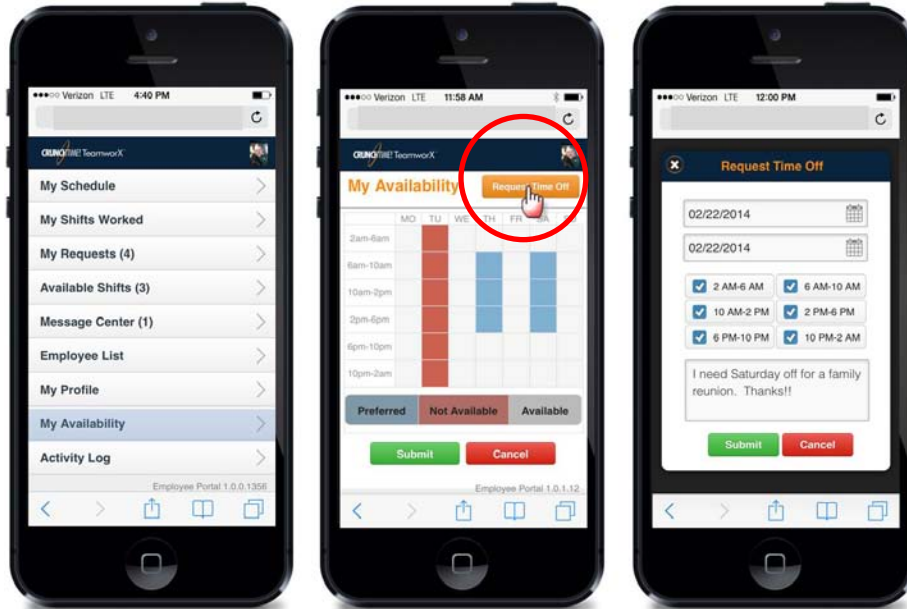 Verizon LTE 4:40 PM
CRUNCHTIME! TeamworX
My Schedule
My Shifts Worked
My Requests (4)
Available Shifts (3)
Message Center (1)
Employee List
My Profile
My Availability
Activity Log
Employee Portal 1.0.0.1356
Verizon LTE 11:58 AM
CRUNCHTIME! TeamworX
My Availability
Request Time Off
MO TU WE TH FR SA SU
2am-6am
6am-10am
10am-2pm
2pm-6pm
6pm-10pm
10pm-2am
Preferred Not Available Available
Submit Cancel
Employee Portal 1.0.1.12
Verizon LTE 12:00 PM
Request Time Off
02/22/2014
02/22/2014
2 AM-6 AM 6 AM-10 AM
10 AM-2 PM 2 PM-6 PM
6 PM-10 PM 10 PM-2 AM
I need Saturday off for a family
reunion. Thanks!!
Submit Cancel